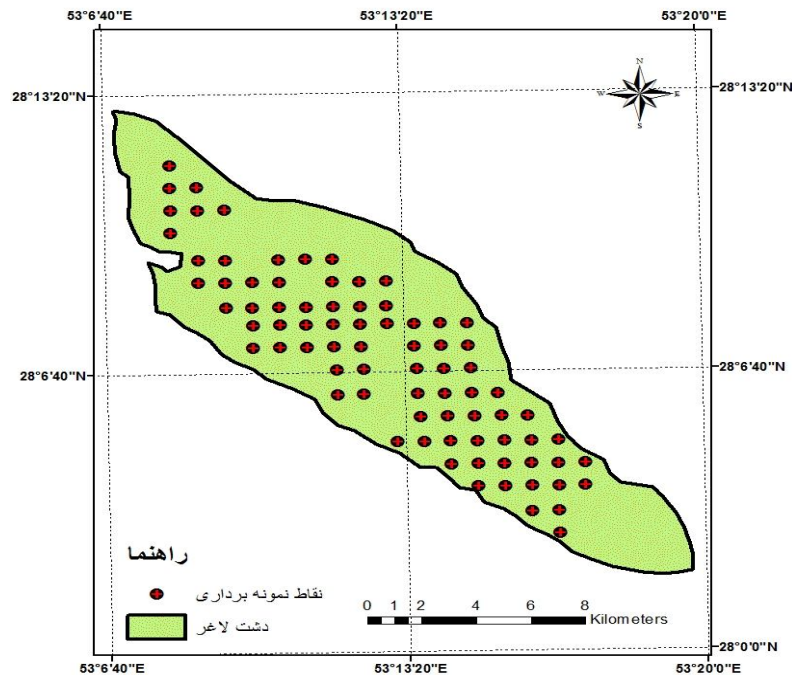 53°6'40"E 53°13'20"E 53°20'0"E
N
W E
S
28°13'20"N 28°13'20"N
28°6'40"N 28°6'40"N
راهنما
نقاط نمونه برداری
دشت لاغر
0 1 2 4 6 8
Kilometers
28°0'0"N
53°6'40"E 53°13'20"E 53°20'0"E